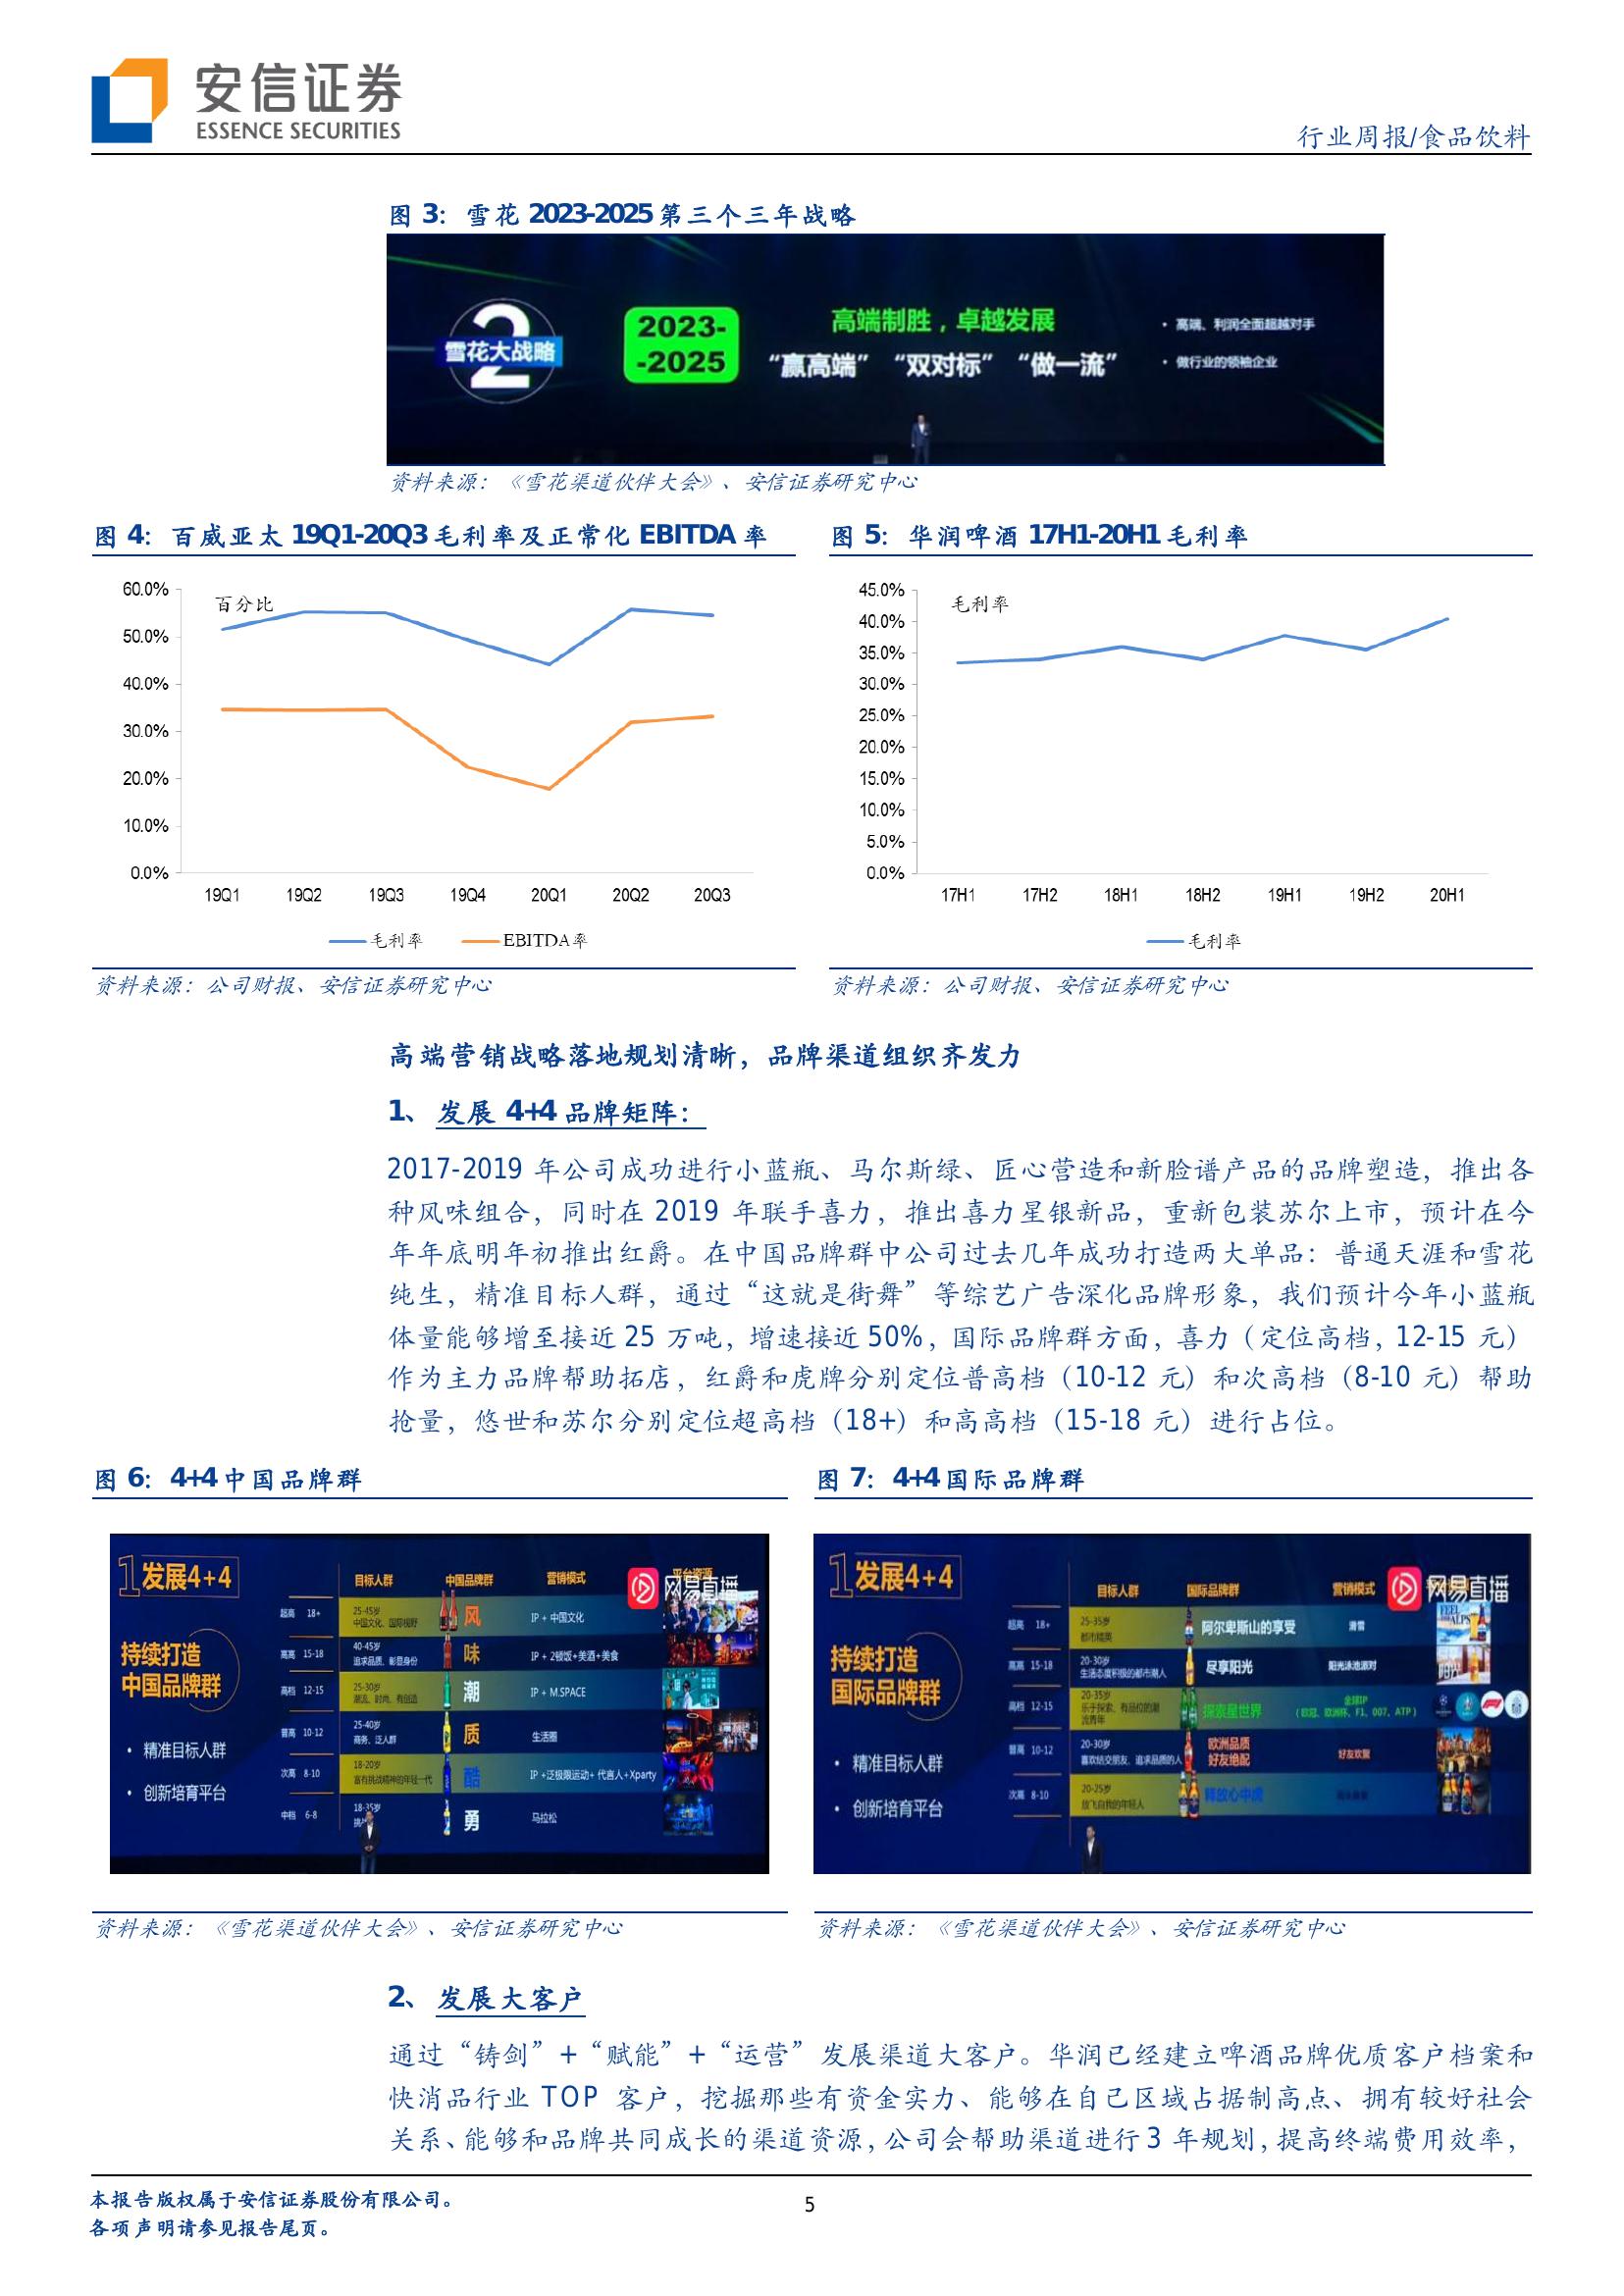 安信证券
ESSENCE SECURITIES
行业周报/食品饮料
图 3：雪花 2023-2025 第三个三年战略
2
雪花大战略
2023-
-2025
高端制胜，卓越发展
“赢高端” “双对标” “做一流”
• 高端、利润全面超越对手
• 做行业的领袖企业
资料来源：《雪花渠道伙伴大会》、安信证券研究中心
图 4：百威亚太 19Q1-20Q3 毛利率及正常化 EBITDA 率
百分比
60.0%
50.0%
40.0%
30.0%
20.0%
10.0%
0.0%
19Q1 19Q2 19Q3 19Q4 20Q1 20Q2 20Q3
毛利率 EBITDA率
资料来源：公司财报、安信证券研究中心
图 5：华润啤酒 17H1-20H1 毛利率
毛利率
45.0%
40.0%
35.0%
30.0%
25.0%
20.0%
15.0%
10.0%
5.0%
0.0%
17H1 17H2 18H1 18H2 19H1 19H2 20H1
毛利率
资料来源：公司财报、安信证券研究中心
高端营销战略落地规划清晰，品牌渠道组织齐发力
1、 发展 4+4 品牌矩阵：
2017-2019 年公司成功进行小蓝瓶、马尔斯绿、匠心营造和新脸谱产品的品牌塑造，推出各
种风味组合，同时在 2019 年联手喜力，推出喜力星银新品，重新包装苏尔上市，预计在今
年年底明年初推出红爵。在中国品牌群中公司过去几年成功打造两大单品：普通天涯和雪花
纯生，精准目标人群，通过“这就是街舞”等综艺广告深化品牌形象，我们预计今年小蓝瓶
体量能够增至接近 25 万吨，增速接近 50%，国际品牌群方面，喜力（定位高档，12-15 元）
作为主力品牌帮助拓店，红爵和虎牌分别定位普高档（10-12 元）和次高档（8-10 元）帮助
抢量，悠世和苏尔分别定位超高档（18+）和高高档（15-18 元）进行占位。
图 6：4+4 中国品牌群
1发展4+4
持续打造
中国品牌群
• 精准目标人群
• 创新培育平台
目标人群 中国品牌群 营销模式
网易直播
超高 18+ 25-45岁 中国文化、国际视野 风 IP + 中国文化
高高 15-18 40-45岁 追求品质、彰显身份 味 IP + 2顿饭+美酒+美食
高档 12-15 25-30岁 潮流、时尚、有创造 潮 IP + M.SPACE
普高 10-12 25-40岁 商务、泛人群 质 生活圈
次高 8-10 18-20岁 富有挑战精神的年轻一代 酷 IP +泛极限运动+ 代言人+Xparty
中档 6-8 18-35岁 勇 马拉松
资料来源：《雪花渠道伙伴大会》、安信证券研究中心
图 7：4+4 国际品牌群
1发展4+4
持续打造
国际品牌群
• 精准目标人群
• 创新培育平台
目标人群 国际品牌群 营销模式
网易直播
超高 18+ 25-35岁 都市精英 阿尔卑斯山的享受 滑雪
高高 15-18 20-30岁 生活态度积极的都市潮人 尽享阳光 阳光泳池派对
高档 12-15 20-35岁 乐于探索、有品位的潮流青年 探索星世界 全球IP （欧冠、欧洲杯、F1、007、ATP）
普高 10-12 20-30岁 喜欢结交朋友、追求品质的人 欧洲品质 好友绝配 好友欢聚
次高 8-10 20-25岁 放飞自我的年轻人 释放心中虎
资料来源：《雪花渠道伙伴大会》、安信证券研究中心
2、 发展大客户
通过“铸剑”+“赋能”+“运营”发展渠道大客户。华润已经建立啤酒品牌优质客户档案和
快消品行业 TOP 客户，挖掘那些有资金实力、能够在自己区域占据制高点、拥有较好社会
关系、能够和品牌共同成长的渠道资源，公司会帮助渠道进行 3 年规划，提高终端费用效率，
本报告版权属于安信证券股份有限公司。
各项声明请参见报告尾页。
5